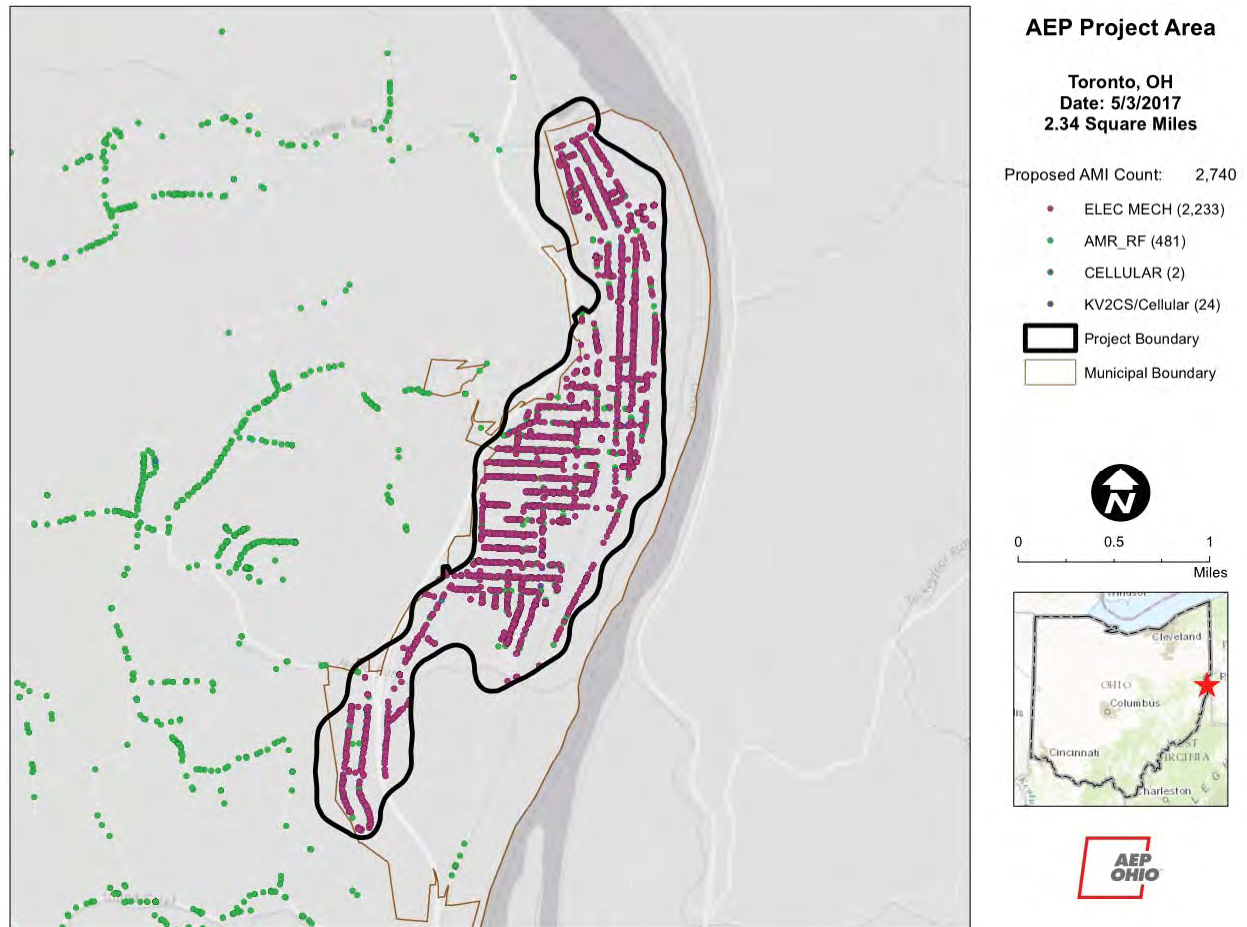 AEP Project Area
Toronto, OH
Date: 5/3/2017
2.34 Square Miles
Proposed AMI Count: 2,740
ELEC MECH (2,233)
AMR_RF (481)
CELLULAR (2)
KV2CS/Cellular (24)
Project Boundary
Municipal Boundary
N
0 0.5 1
Miles
Cleveland
OHIO
Columbus
Cincinnati
Charleston
AEP
OHIO